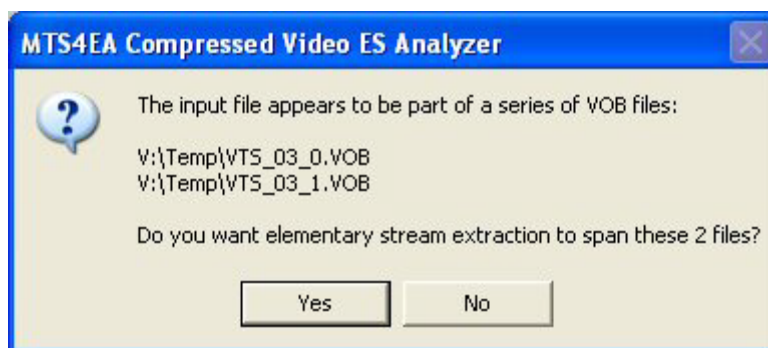 MTS4EA Compressed Video ES Analyzer
The input file appears to be part of a series of VOB files:
V:\Temp\VTS_03_0.VOB
V:\Temp\VTS_03_1.VOB
Do you want elementary stream extraction to span these 2 files?
Yes No